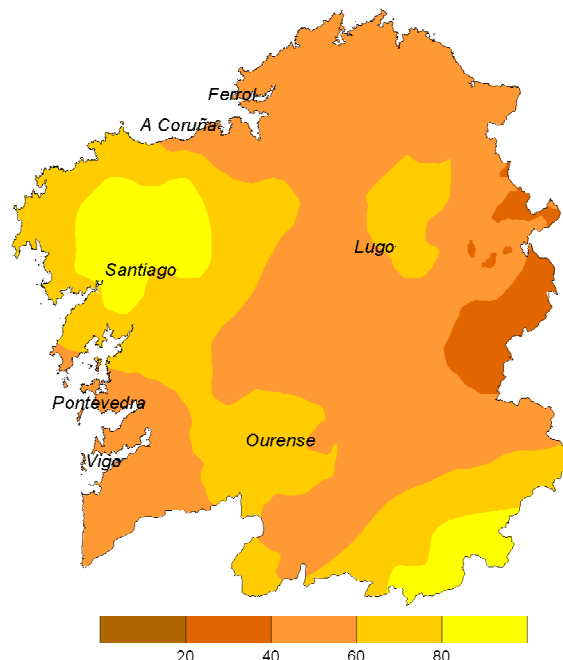 Ferrol
A Coruña
Lugo
Santiago
Pontevedra
Ourense
Vigo
20 40 60 80